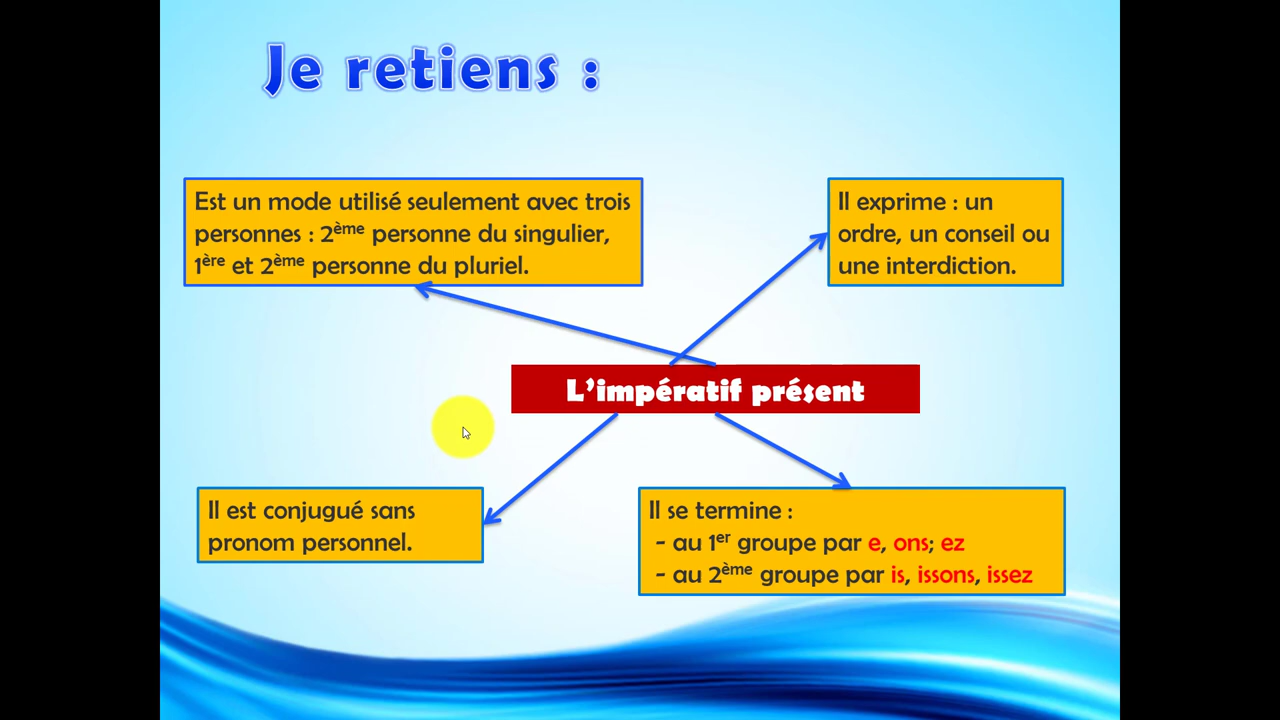 Je retiens :
Est un mode utilisé seulement avec trois
personnes : 2ème personne du singulier,
1ère et 2ème personne du pluriel.
Il exprime : un
ordre, un conseil ou
une interdiction.
L'impératif présent
Il est conjugué sans
pronom personnel.
Il se termine :
- au 1er groupe par e, ons; ez
- au 2ème groupe par is, issons, issez